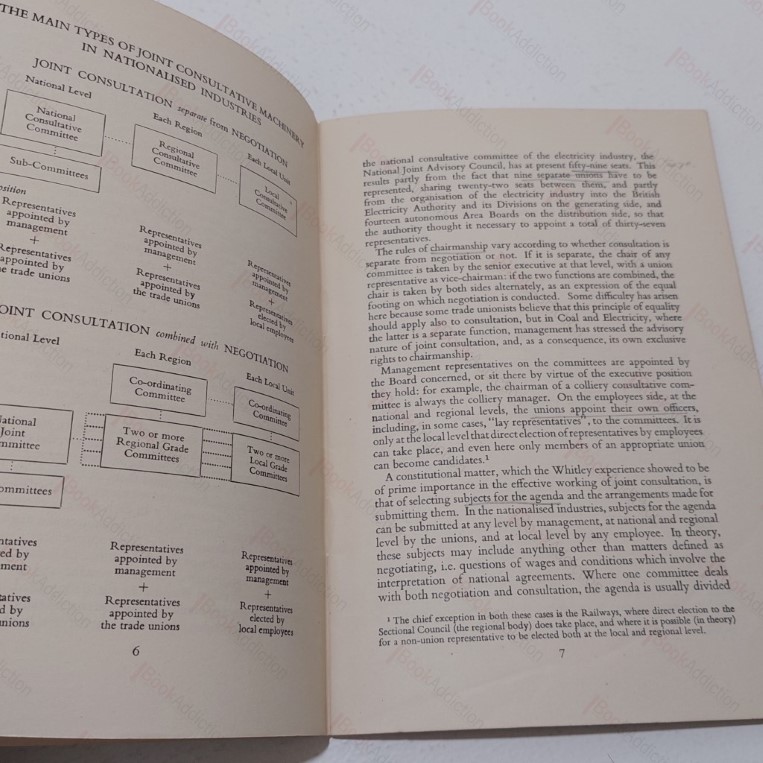 THE MAIN TYPES OF JOINT CONSULTATIVE MACHINERY
IN NATIONALISED INDUSTRIES
JOINT CONSULTATION separate from NEGOTIATION
National Level
Each Region
Each Local Unit
National
Consultative
Committee
Regional
Consultative
Committee
Local
Consultative
Committee
Sub-Committees
Representatives
appointed by
management
+
Representatives
appointed by
the trade unions
Representatives
appointed by
management
+
Representatives
appointed by
the trade unions
Representatives
appointed by
management
+
Representatives
elected by
local employees
JOINT CONSULTATION combined with NEGOTIATION
Level
Each Region
Each Local Unit
Co-ordinating
Committee
Co-ordinating
Committee
National
Joint
Committee
Two or more
Regional Grade
Committees
Two or more
Local Grade
Committees
Representatives
appointed by
management
+
Representatives
appointed by
the trade unions
Representatives
appointed by
management
+
Representatives
elected by
local employees
6
the national consultative committee of the electricity industry, the
National Joint Advisory Council, has at present fifty-nine seats. This
results partly from the fact that nine separate unions have to be
represented, sharing twenty-two seats between them, and partly
from the organisation of the electricity industry into the British
Electricity Authority and its Divisions on the generating side, and
fourteen autonomous Area Boards on the distribution side, so that
the authority thought it necessary to appoint a total of thirty-seven
representatives.
The rules of chairmanship vary according to whether consultation is
separate from negotiation or not. If it is separate, the chair of any
committee is taken by the senior executive at that level, with a union
representative as vice-chairman: if the two functions are combined, the
chair is taken by both sides alternately, as an expression of the equal
footing on which negotiation is conducted. Some difficulty has arisen
here because some trade unionists believe that this principle of equality
should apply also to consultation, but in Coal and Electricity, where
the latter is a separate function, management has stressed the advisory
nature of joint consultation, and, as a consequence, its own exclusive
rights to chairmanship.
Management representatives on the committees are appointed by
the Board concerned, or sit there by virtue of the executive position
they hold: for example, the chairman of a colliery consultative com-
mittee is always the colliery manager. On the employees side, at the
national and regional levels, the unions appoint their own officers,
including, in some cases, "lay representatives", to the committees. It is
only at the local level that direct election of representatives by employees
can take place, and even here only members of an appropriate union
can become candidates.¹
A constitutional matter, which the Whitley experience showed to be
of prime importance in the effective working of joint consultation, is
that of selecting subjects for the agenda and the arrangements made for
submitting them. In the nationalised industries, subjects for the agenda
can be submitted at any level by management, at national and regional
level by the unions, and at local level by any employee. In theory,
these subjects may include anything other than matters defined as
negotiating, i.e. questions of wages and conditions which involve the
interpretation of national agreements. Where one committee deals
with both negotiation and consultation, the agenda is usually divided
¹ The chief exception in both these cases is the Railways, where direct election to the
Sectional Council (the regional body) does take place, and where it is possible (in theory)
for a non-union representative to be elected both at the local and regional level.
7
BookAddiction